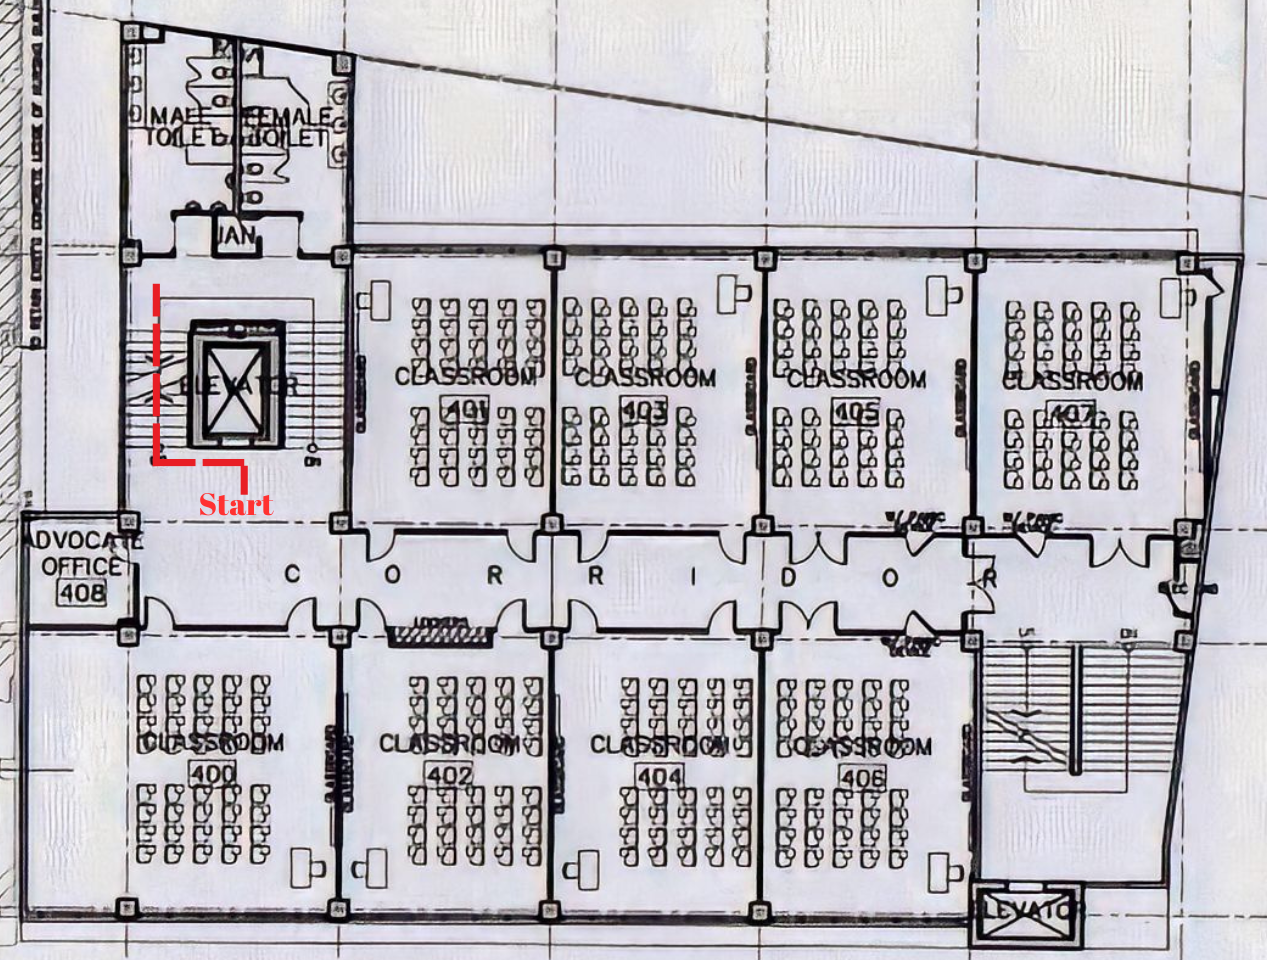 MALE
TOILET
FEMALE
TOILET
JAN
ELEVATOR
Start
CLASSROOM
401
CLASSROOM
403
CLASSROOM
405
CLASSROOM
407
ADVOCATE
OFFICE
408
C O R R I D O R
CLASSROOM
400
CLASSROOM
402
CLASSROOM
404
CLASSROOM
406
ELEVATOR